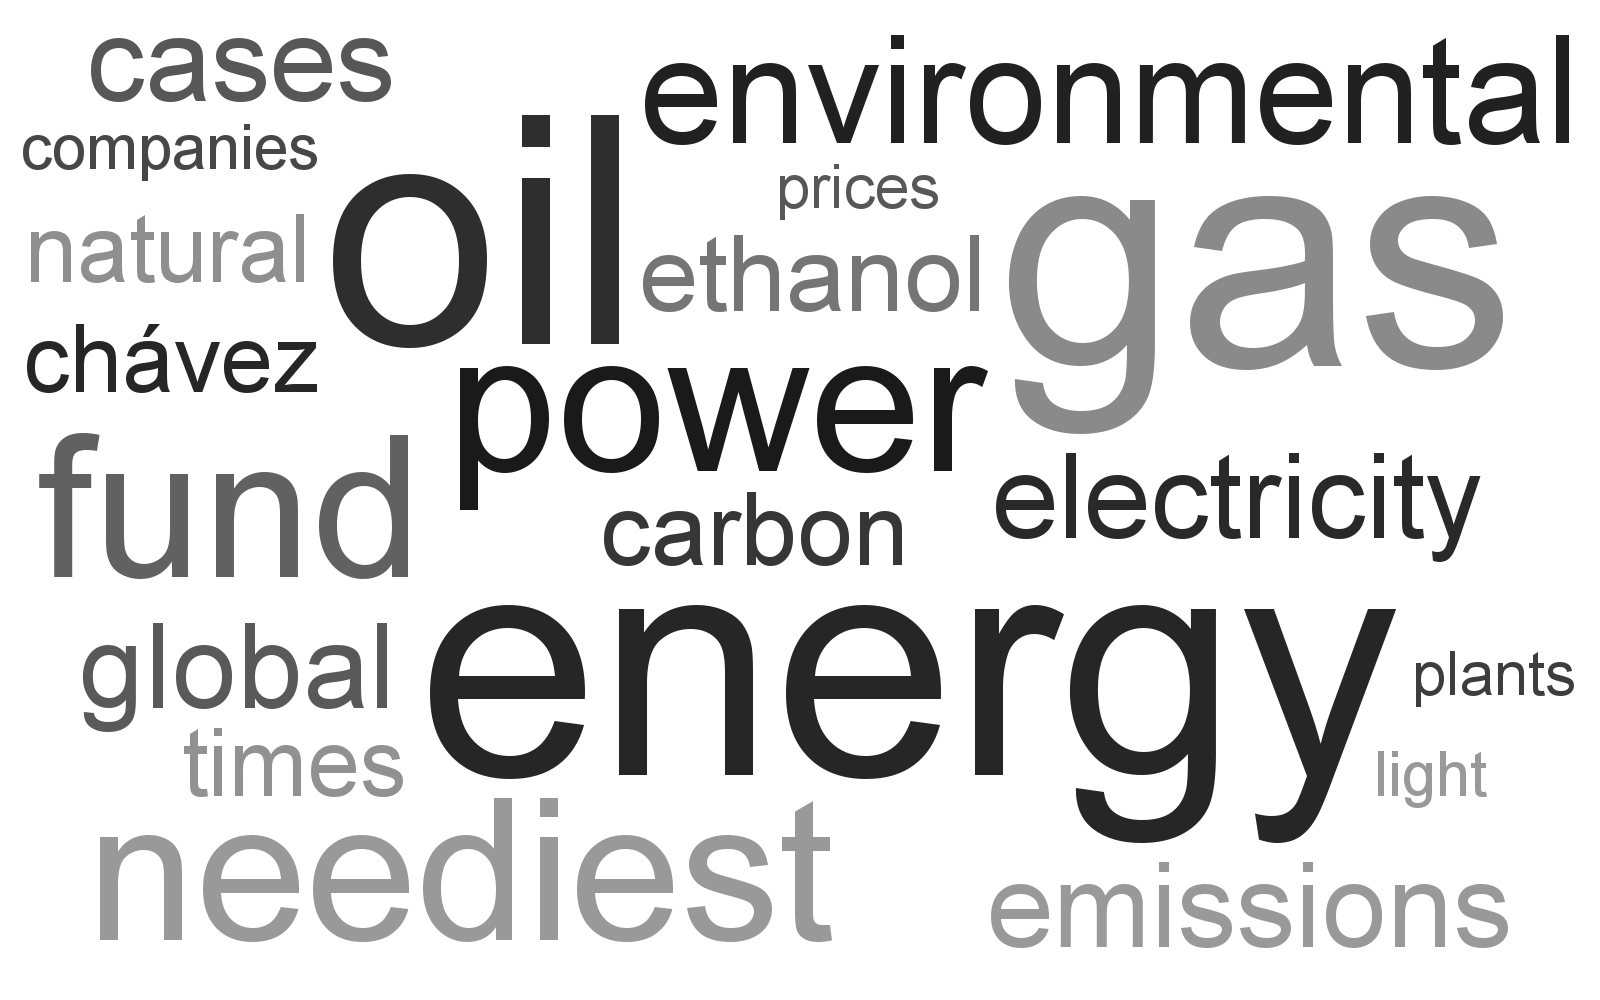 cases
environmental
companies
oil
prices
gas
natural
ethanol
chávez
power
fund
electricity
carbon
global
energy
plants
times
light
neediest
emissions